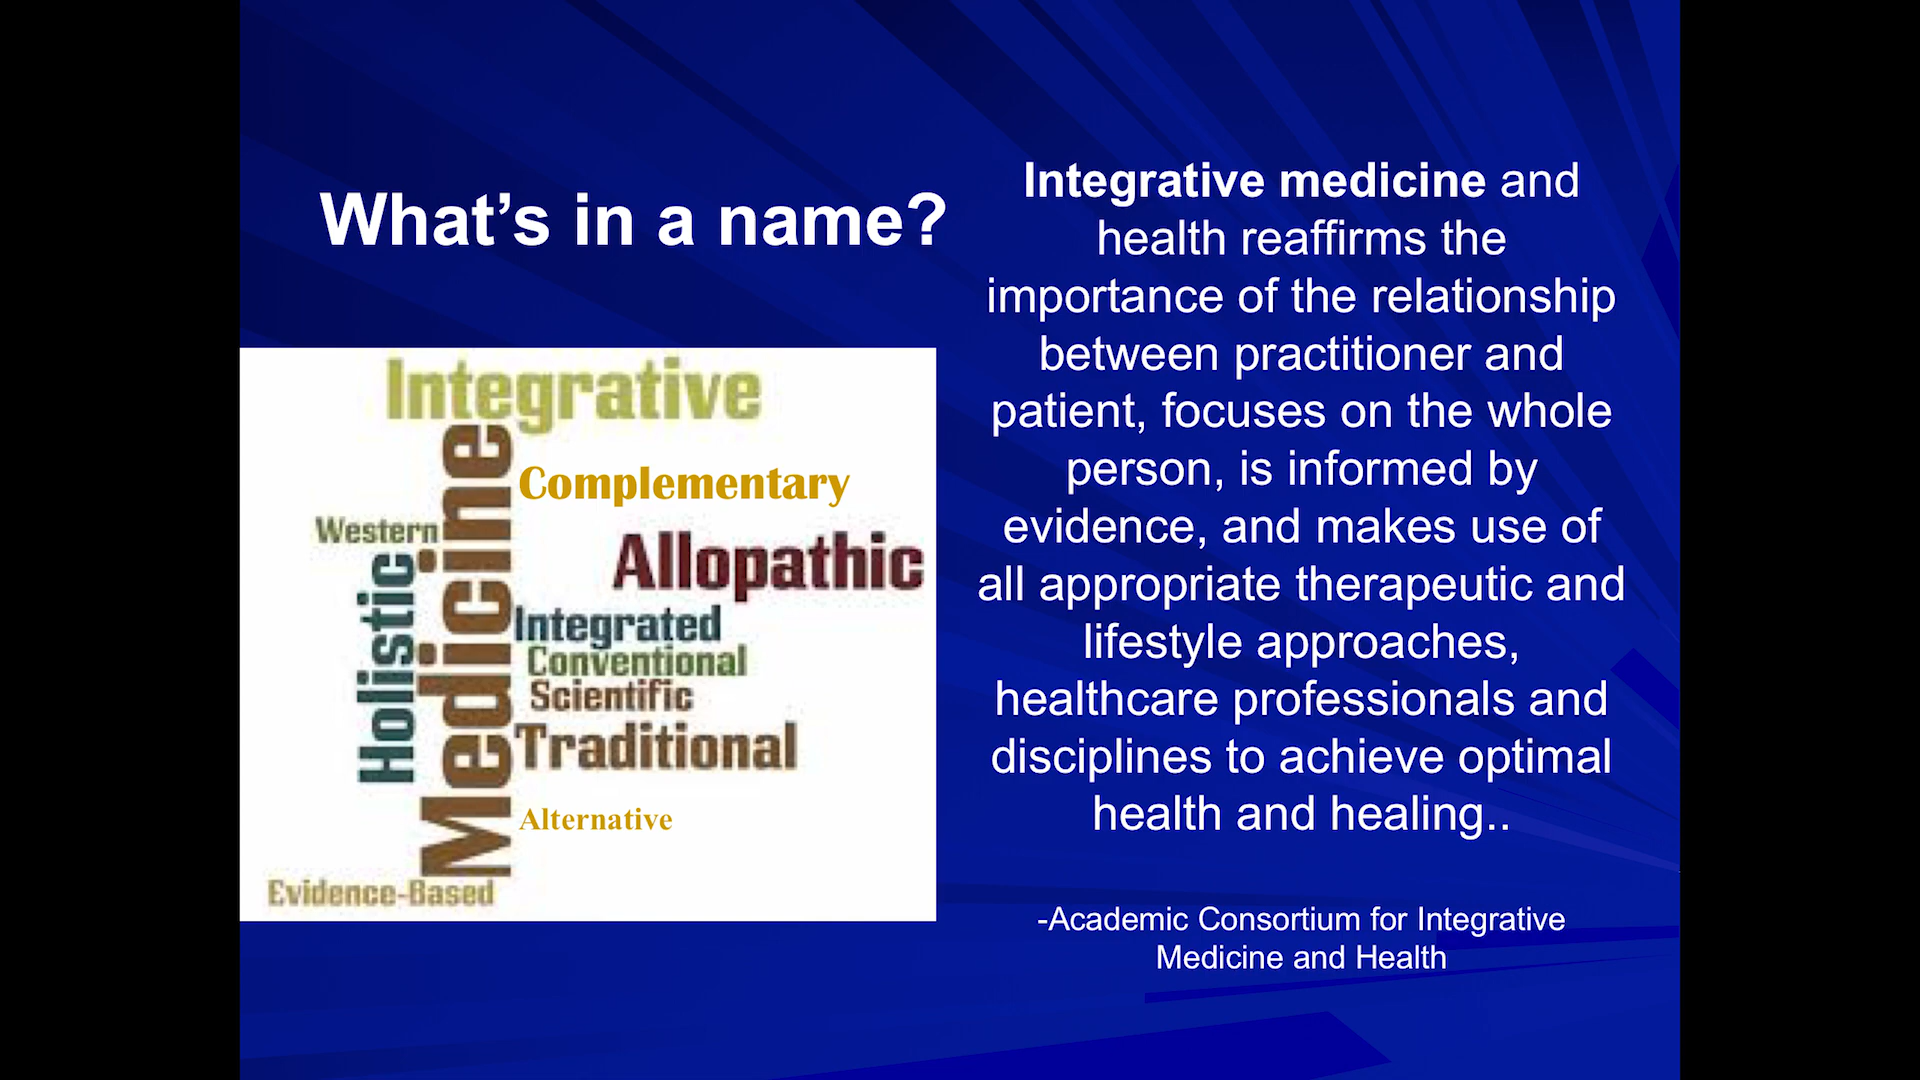 What's in a name?
Integrative
Medicine
Complementary
Western
Allopathic
Holistic
Integrated
Conventional
Scientific
Traditional
Alternative
Evidence-Based
Integrative medicine and
health reaffirms the
importance of the relationship
between practitioner and
patient, focuses on the whole
person, is informed by
evidence, and makes use of
all appropriate therapeutic and
lifestyle approaches,
healthcare professionals and
disciplines to achieve optimal
health and healing..
-Academic Consortium for Integrative
Medicine and Health